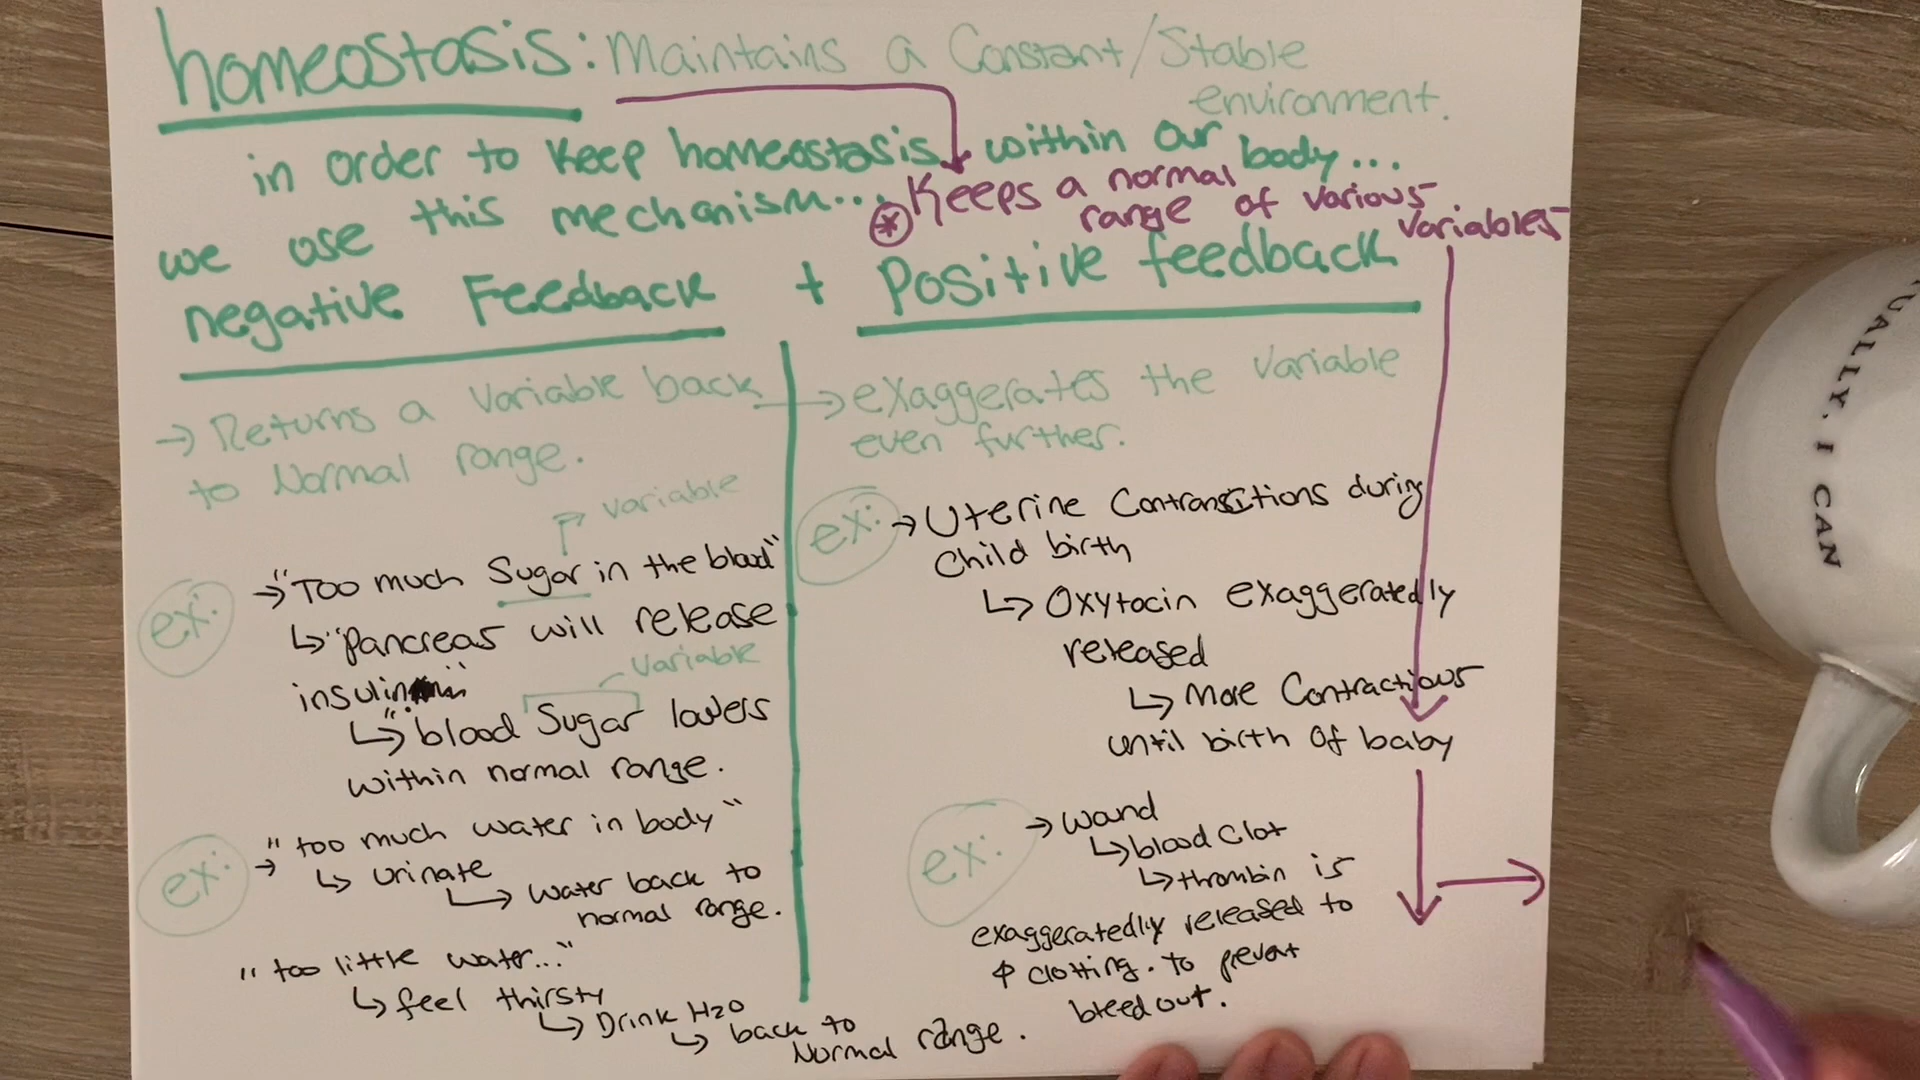 homeostasis: Maintains a Constant/Stable
environment.
in order to keep homeostasis within our body...
we use this mechanism...
* Keeps a normal
range of various
variables
negative Feedback + Positive feedback
→ Returns a variable back
to Normal range.
variable
ex: → "Too much Sugar in the blood"
↳ "pancreas will release
insulin
variable
↳ "blood Sugar lowers
within normal range.
ex: → "too much water in body"
↳ urinate
↳ water back to
normal range.
"too little water..."
↳ feel thirsty
↳ Drink H2O
↳ back to
Normal range.
→ exaggerates the variable
even further.
ex: → Uterine during
Child birth
↳ Oxytocin exaggeratedly
released
↳ More Contractions
until birth of baby
ex: → wound
↳ blood clot
↳ thrombin is
exaggeratedly released to
clotting. to
bleed out.
UALLY, I CAN